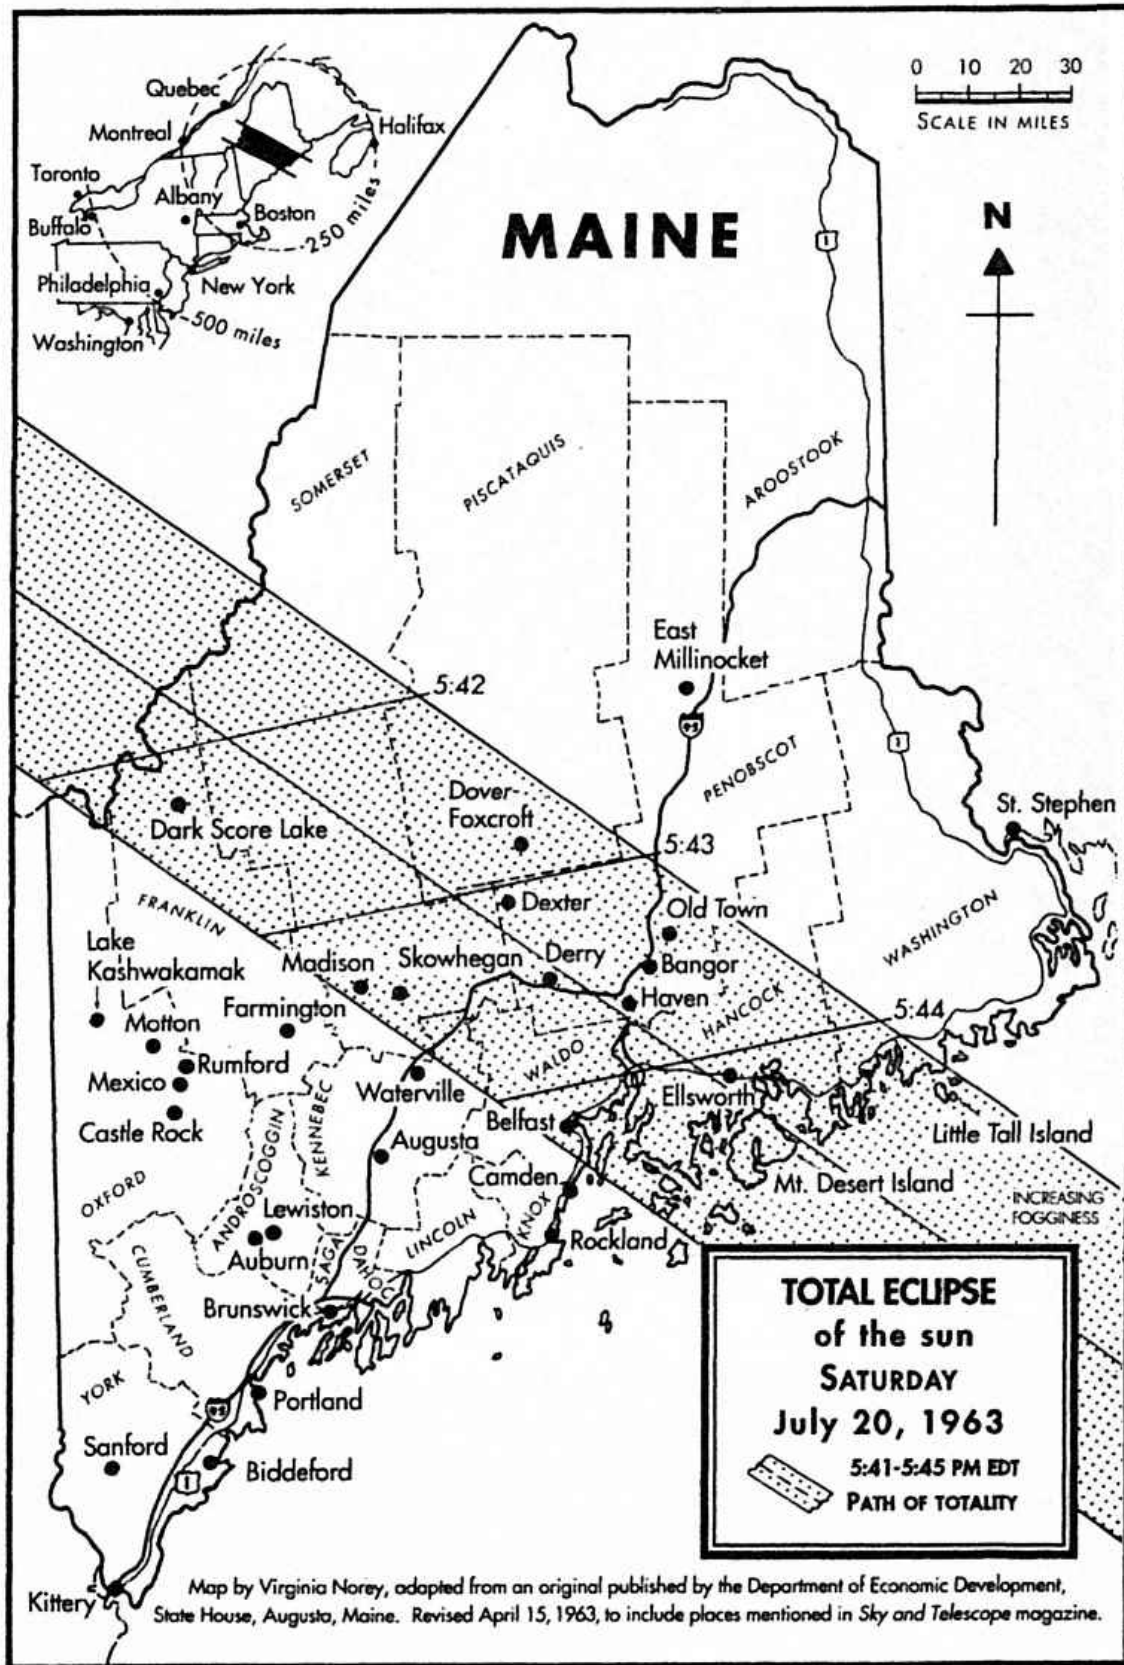 0 10 20 30
SCALE IN MILES
Quebec
Montreal
Halifax
Toronto
Albany
Boston
Buffalo
250 miles
Philadelphia
New York
500 miles
Washington
MAINE
N
1
SOMERSET
PISCATAQUIS
AROOSTOOK
East
Millinocket
5:42
95
1
PENOBSCOT
Dover-
Foxcroft
St. Stephen
Dark Score Lake
5:43
Dexter
Old Town
WASHINGTON
FRANKLIN
Lake
Kashwakamak
Madison
Skowhegan
Derry
Bangor
Haven
HANCOCK
5:44
Farmington
Motton
Rumford
Mexico
Castle Rock
Waterville
WALDO
Ellsworth
KENNEBEC
Belfast
Little Tall Island
Augusta
ANDROSCOGGIN
Camden
Mt. Desert Island
OXFORD
INCREASING
FOGGINESS
Lewiston
Auburn
LINCOLN
KNOX
Rockland
SAGADAHOC
CUMBERLAND
Brunswick
YORK
Portland
95
Sanford
1
Biddeford
Kittery
TOTAL ECLIPSE
of the sun
SATURDAY
July 20, 1963
5:41-5:45 PM EDT
PATH OF TOTALITY
Map by Virginia Norey, adapted from an original published by the Department of Economic Development,
State House, Augusta, Maine. Revised April 15, 1963, to include places mentioned in Sky and Telescope magazine.